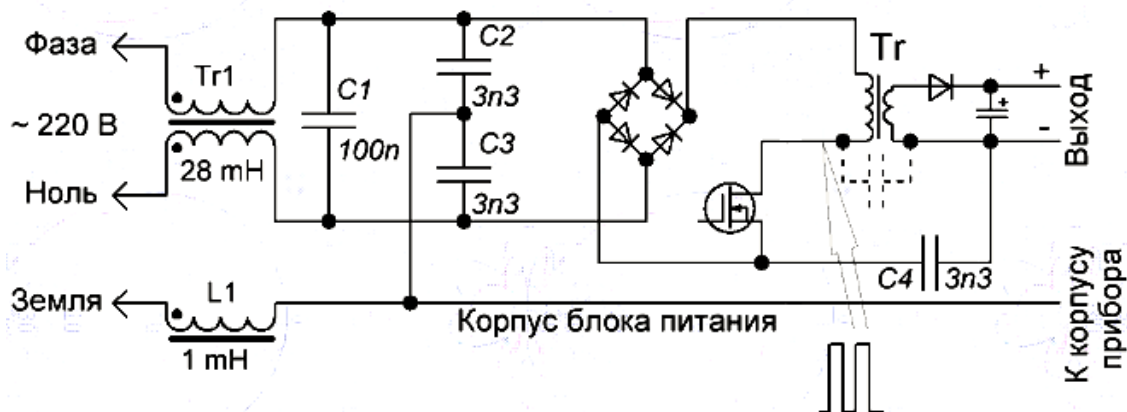 Фаза
Tr1
~ 220 В
28 mH
Ноль
C1
100n
C2
3n3
C3
3n3
Tr
+
+
-
Выход
C4
3n3
Земля
L1
1 mH
Корпус блока питания
К корпусу
прибора